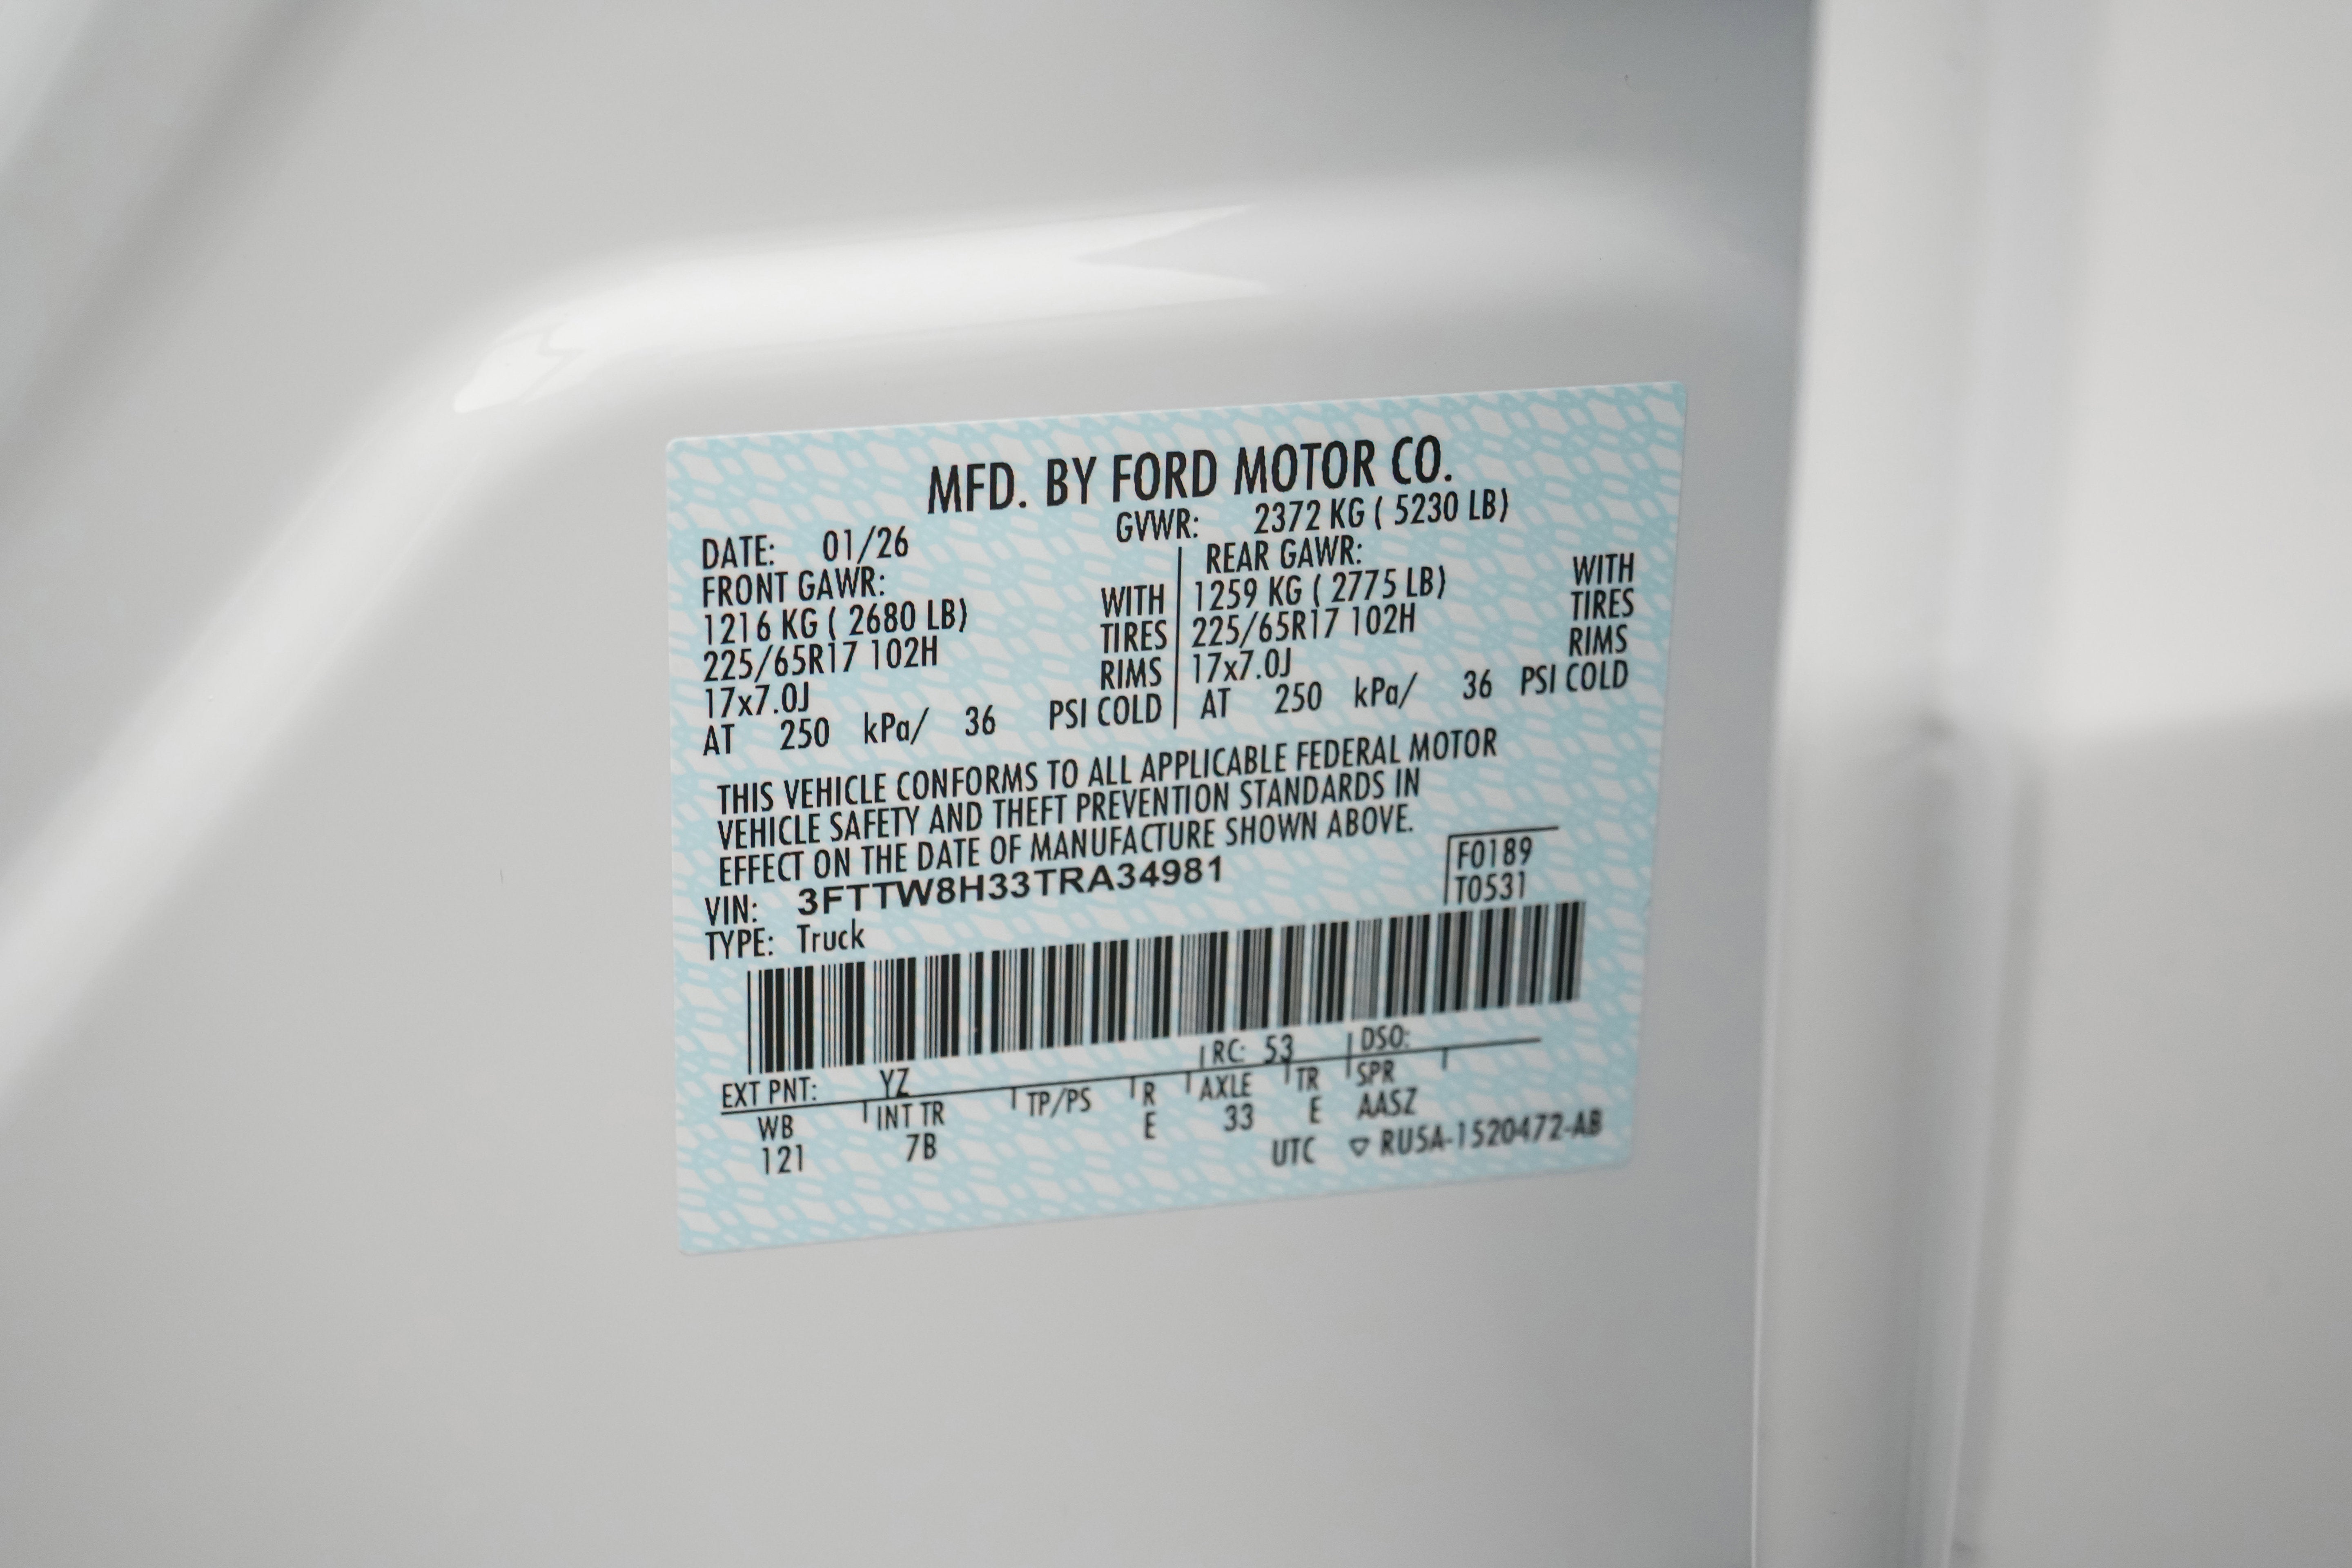 MFD. BY FORD MOTOR CO.
DATE: 01/26 GVWR: 2372 KG ( 5230 LB)
FRONT GAWR: REAR GAWR:
1216 KG ( 2680 LB) WITH 1259 KG ( 2775 LB) WITH
225/65R17 102H TIRES 225/65R17 102H TIRES
17x7.0J RIMS 17x7.0J RIMS
AT 250 kPa/ 36 PSI COLD AT 250 kPa/ 36 PSI COLD
THIS VEHICLE CONFORMS TO ALL APPLICABLE FEDERAL MOTOR
VEHICLE SAFETY AND THEFT PREVENTION STANDARDS IN
EFFECT ON THE DATE OF MANUFACTURE SHOWN ABOVE.
VIN: 3FTTW8H33TRA34981 F0189
TYPE: Truck T0531
EXT PNT: YZ RC: 53 DSO:
WB INT TR TP/PS R AXLE TR SPR
121 7B E 33 E AASZ
UTC ▽ RU5A-1520472-AB